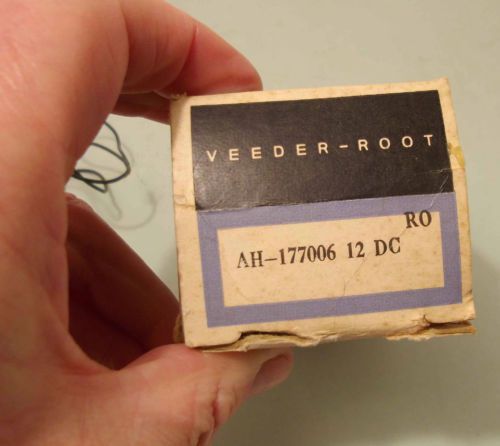 VEEDER-ROOT
RO
AH-177006 12 DC